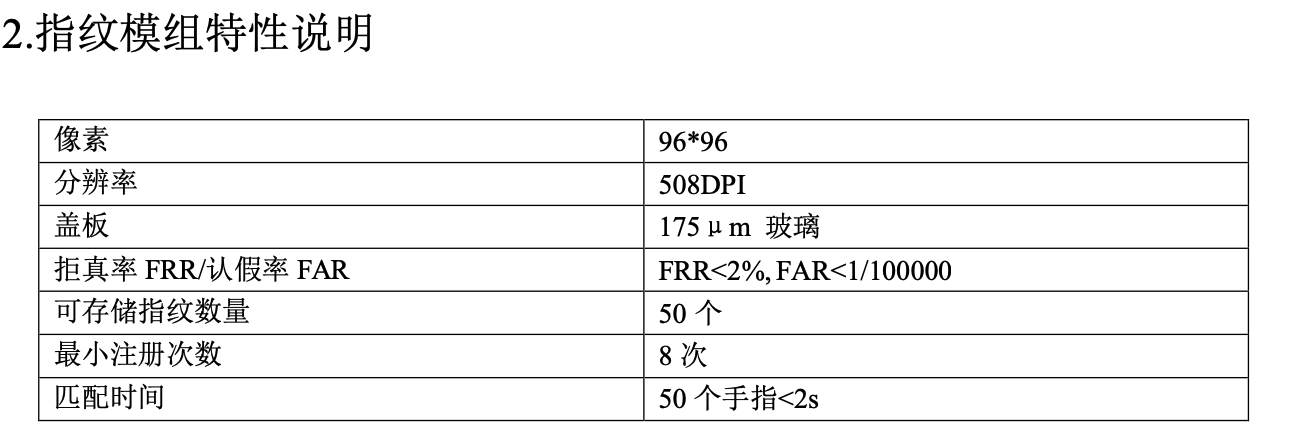 2.指纹模组特性说明
像素 96*96
分辨率 508DPI
盖板 175μm 玻璃
拒真率 FRR/认假率 FAR FRR<2%, FAR<1/100000
可存储指纹数量 50 个
最小注册次数 8 次
匹配时间 50 个手指<2s